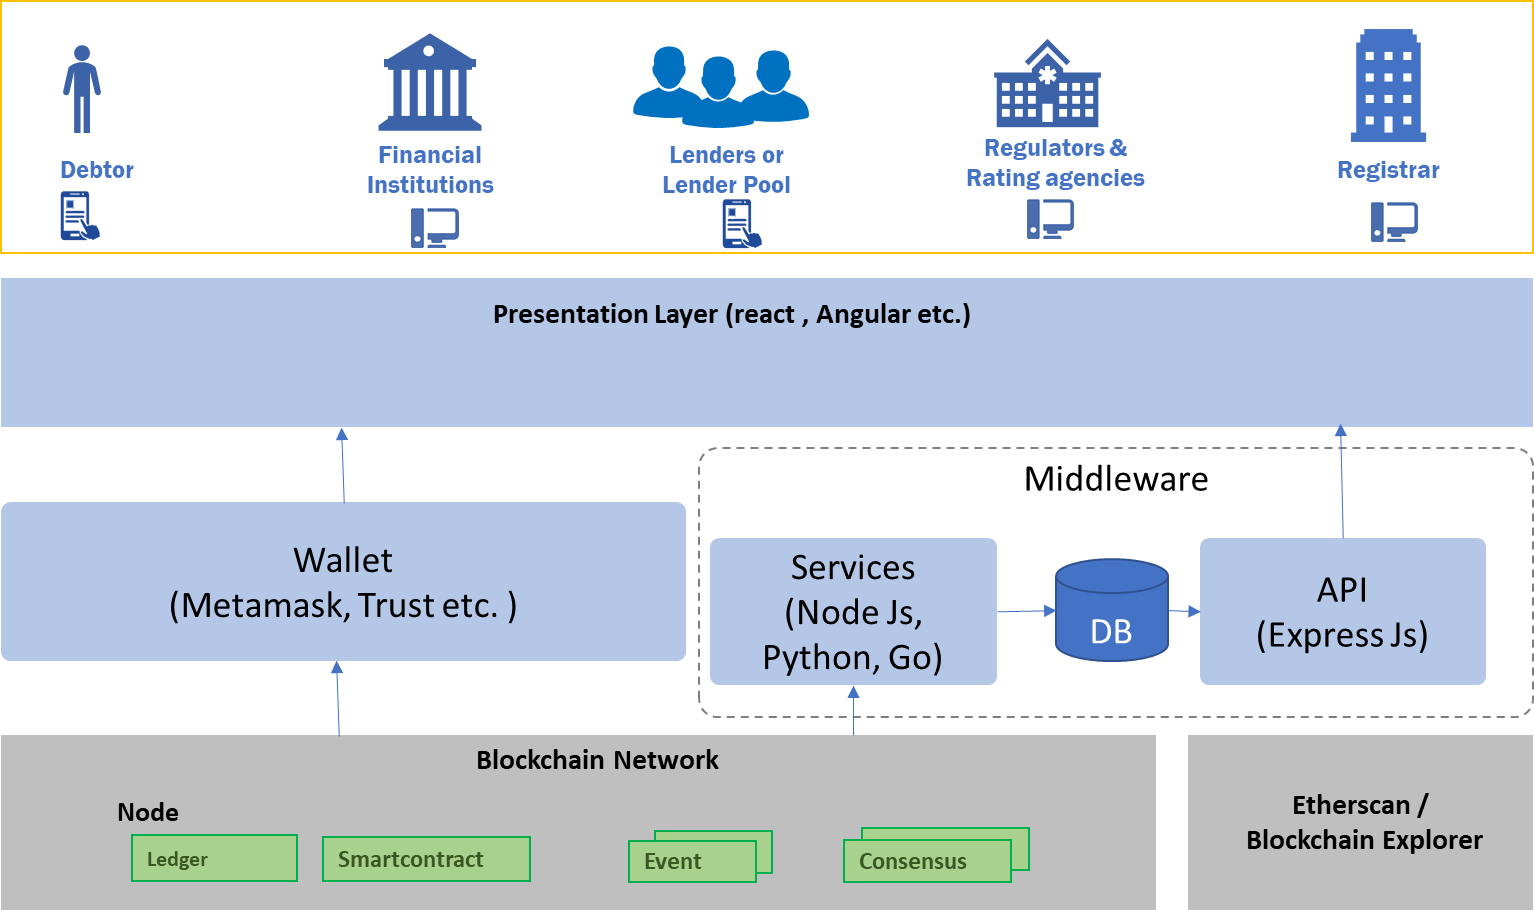 Debtor
Financial
Institutions
Lenders or
Lender Pool
Regulators &
Rating agencies
Registrar
Presentation Layer (react , Angular etc.)
Wallet
(Metamask, Trust etc. )
Middleware
Services
(Node Js,
Python, Go)
DB
API
(Express Js)
Blockchain Network
Node
Ledger
Smartcontract
Event
Consensus
Etherscan /
Blockchain Explorer